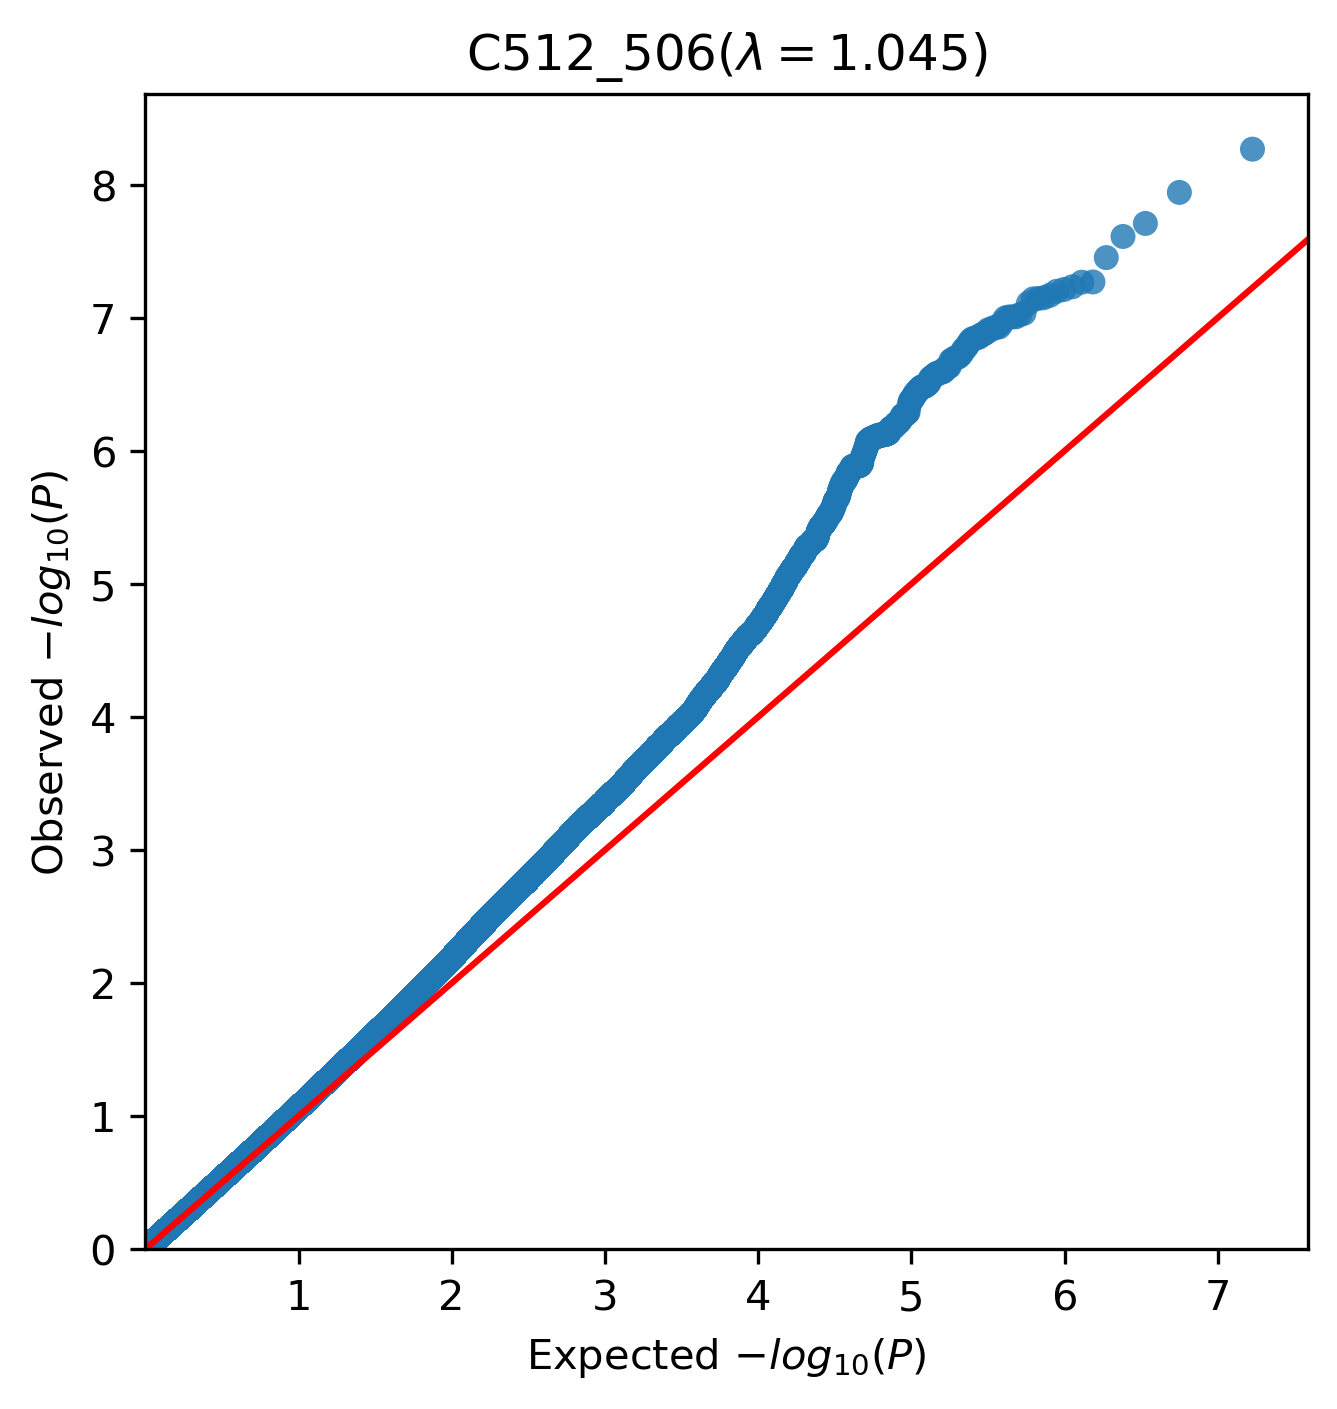 C512_506(λ = 1.045)
Observed −log₁₀(P)
8
7
6
5
4
3
2
1
0
1 2 3 4 5 6 7
Expected −log₁₀(P)